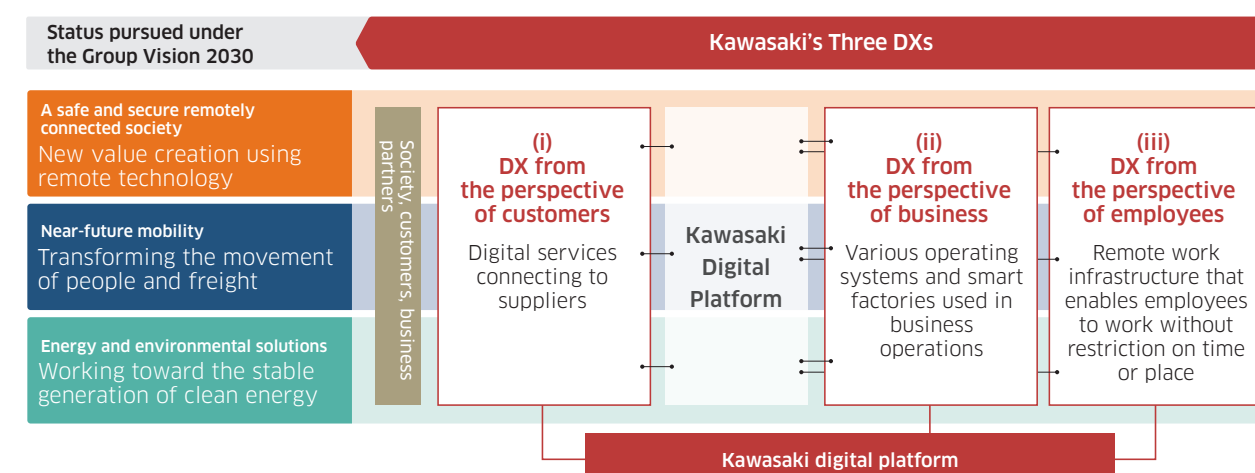 Status pursued under
the Group Vision 2030
Kawasaki's Three DXs
A safe and secure remotely
connected society
New value creation using
remote technology
Near-future mobility
Transforming the movement
of people and freight
Energy and environmental solutions
Working toward the stable
generation of clean energy
Society, customers, business
partners
(i)
DX from
the perspective
of customers
Digital services
connecting to
suppliers
Kawasaki
Digital
Platform
(ii)
DX from
the perspective
of business
Various operating
systems and smart
factories used in
business
operations
(iii)
DX from
the perspective
of employees
Remote work
infrastructure that
enables employees
to work without
restriction on time
or place
Kawasaki digital platform